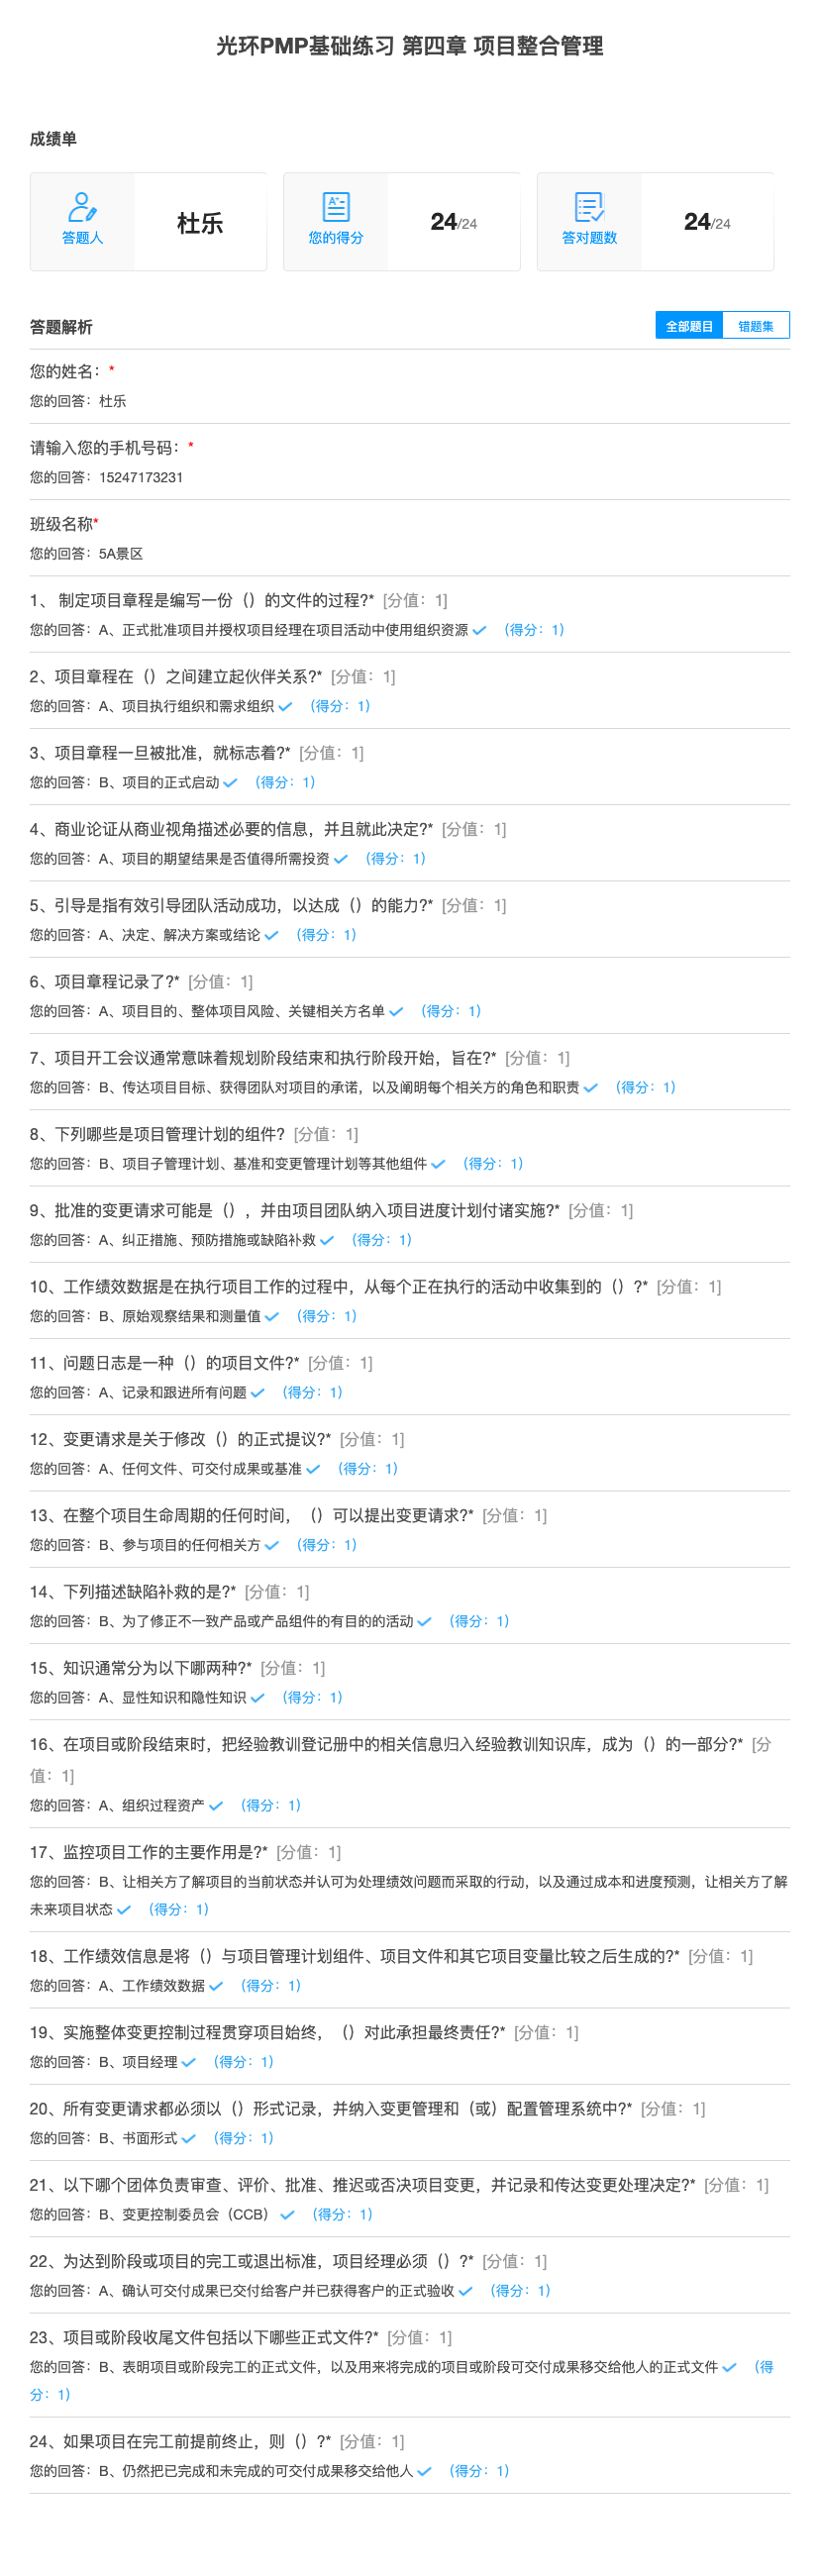 光环PMP基础练习 第四章 项目整合管理
成绩单
答题人
杜乐
您的得分
24/24
答对题数
24/24
答题解析
全部题目
错题集
您的姓名：*
您的回答：杜乐
请输入您的手机号码：*
您的回答：15247173231
班级名称*
您的回答：5A景区
1、 制定项目章程是编写一份（）的文件的过程?* [分值：1]
您的回答：A、正式批准项目并授权项目经理在项目活动中使用组织资源 （得分：1）
2、项目章程在（）之间建立起伙伴关系?* [分值：1]
您的回答：A、项目执行组织和需求组织 （得分：1）
3、项目章程一旦被批准，就标志着?* [分值：1]
您的回答：B、项目的正式启动 （得分：1）
4、商业论证从商业视角描述必要的信息，并且就此决定?* [分值：1]
您的回答：A、项目的期望结果是否值得所需投资 （得分：1）
5、引导是指有效引导团队活动成功，以达成（）的能力?* [分值：1]
您的回答：A、决定、解决方案或结论 （得分：1）
6、项目章程记录了?* [分值：1]
您的回答：A、项目目的、整体项目风险、关键相关方名单 （得分：1）
7、项目开工会议通常意味着规划阶段结束和执行阶段开始，旨在?* [分值：1]
您的回答：B、传达项目目标、获得团队对项目的承诺，以及阐明每个相关方的角色和职责 （得分：1）
8、下列哪些是项目管理计划的组件? [分值：1]
您的回答：B、项目子管理计划、基准和变更管理计划等其他组件 （得分：1）
9、批准的变更请求可能是（），并由项目团队纳入项目进度计划付诸实施?* [分值：1]
您的回答：A、纠正措施、预防措施或缺陷补救 （得分：1）
10、工作绩效数据是在执行项目工作的过程中，从每个正在执行的活动中收集到的（）?* [分值：1]
您的回答：B、原始观察结果和测量值 （得分：1）
11、问题日志是一种（）的项目文件?* [分值：1]
您的回答：A、记录和跟进所有问题 （得分：1）
12、变更请求是关于修改（）的正式提议?* [分值：1]
您的回答：A、任何文件、可交付成果或基准 （得分：1）
13、在整个项目生命周期的任何时间，（）可以提出变更请求?* [分值：1]
您的回答：B、参与项目的任何相关方 （得分：1）
14、下列描述缺陷补救的是?* [分值：1]
您的回答：B、为了修正不一致产品或产品组件的有目的的活动 （得分：1）
15、知识通常分为以下哪两种?* [分值：1]
您的回答：A、显性知识和隐性知识 （得分：1）
16、在项目或阶段结束时，把经验教训登记册中的相关信息归入经验教训知识库，成为（）的一部分?* [分
值：1]
您的回答：A、组织过程资产 （得分：1）
17、监控项目工作的主要作用是?* [分值：1]
您的回答：B、让相关方了解项目的当前状态并认可为处理绩效问题而采取的行动，以及通过成本和进度预测，让相关方了解
未来项目状态 （得分：1）
18、工作绩效信息是将（）与项目管理计划组件、项目文件和其它项目变量比较之后生成的?* [分值：1]
您的回答：A、工作绩效数据 （得分：1）
19、实施整体变更控制过程贯穿项目始终，（）对此承担最终责任?* [分值：1]
您的回答：B、项目经理 （得分：1）
20、所有变更请求都必须以（）形式记录，并纳入变更管理和（或）配置管理系统中?* [分值：1]
您的回答：B、书面形式 （得分：1）
21、以下哪个团体负责审查、评价、批准、推迟或否决项目变更，并记录和传达变更处理决定?* [分值：1]
您的回答：B、变更控制委员会（CCB） （得分：1）
22、为达到阶段或项目的完工或退出标准，项目经理必须（）?* [分值：1]
您的回答：A、确认可交付成果已交付给客户并已获得客户的正式验收 （得分：1）
23、项目或阶段收尾文件包括以下哪些正式文件?* [分值：1]
您的回答：B、表明项目或阶段完工的正式文件，以及用来将完成的项目或阶段可交付成果移交给他人的正式文件 （得
分：1）
24、如果项目在完工前提前终止，则（）?* [分值：1]
您的回答：B、仍然把已完成和未完成的可交付成果移交给他人 （得分：1）